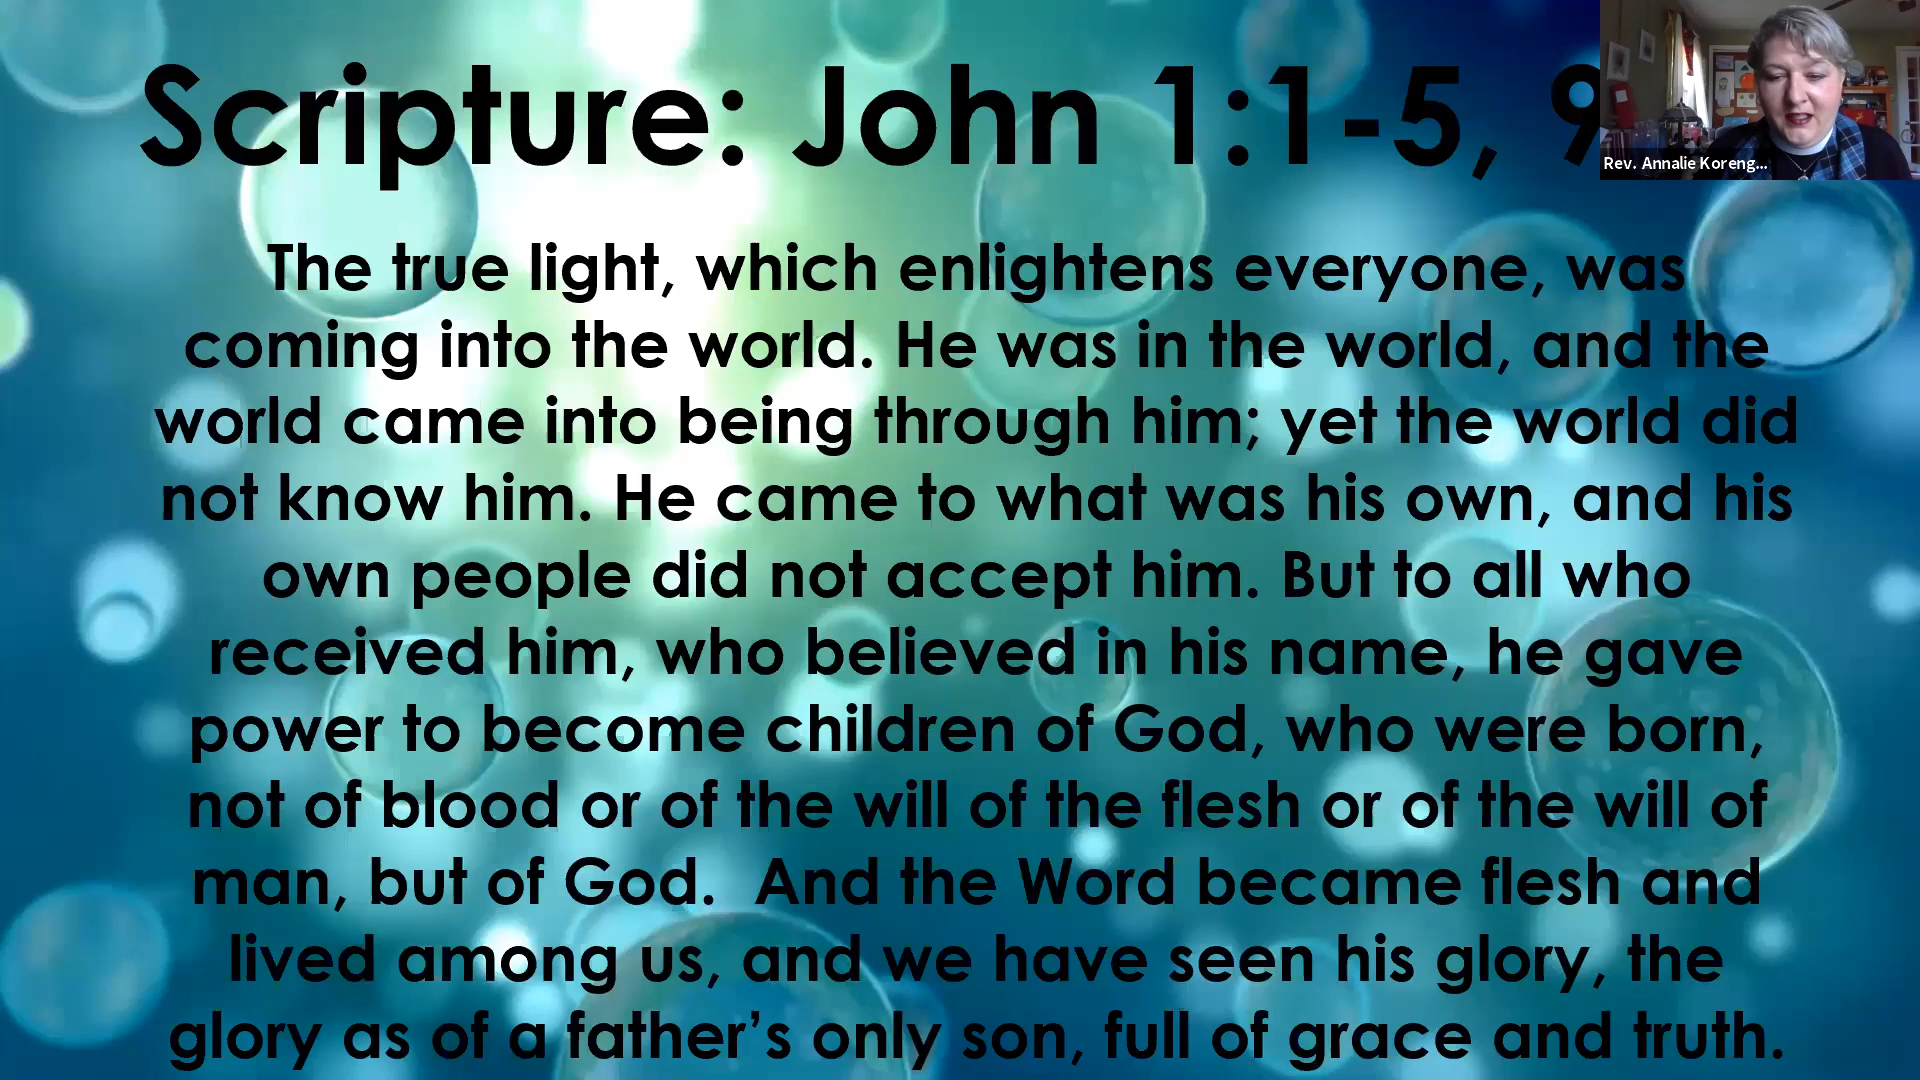 Scripture: John 1:1-5, 9
Rev. Annalie Koreng...
The true light, which enlightens everyone, was
coming into the world. He was in the world, and the
world came into being through him; yet the world did
not know him. He came to what was his own, and his
own people did not accept him. But to all who
received him, who believed in his name, he gave
power to become children of God, who were born,
not of blood or of the will of the flesh or of the will of
man, but of God.  And the Word became flesh and
lived among us, and we have seen his glory, the
glory as of a father’s only son, full of grace and truth.